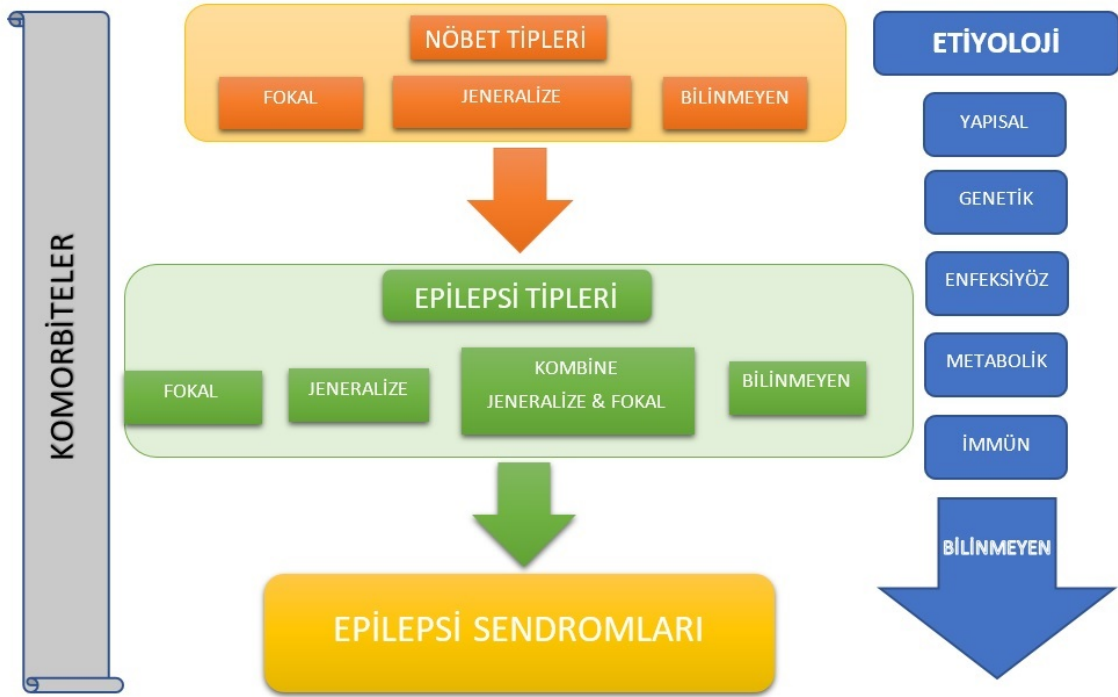 KOMORBİTELER
NÖBET TİPLERİ
FOKAL
JENERALİZE
BİLİNMEYEN
EPİLEPSİ TİPLERİ
FOKAL
JENERALİZE
KOMBİNE
JENERALİZE & FOKAL
BİLİNMEYEN
EPİLEPSİ SENDROMLARI
ETİYOLOJİ
YAPISAL
GENETİK
ENFEKSİYÖZ
METABOLİK
İMMÜN
BİLİNMEYEN